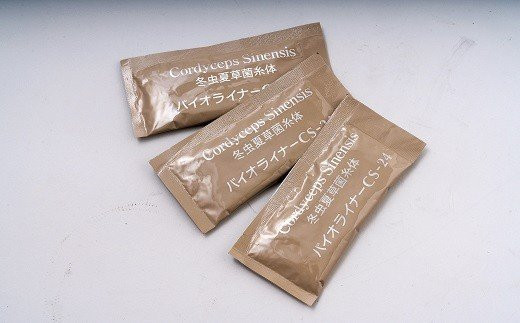 Cordyceps Sinensis
冬虫夏草菌糸体
バイオライナーC
Cordyceps Sinensis
冬虫夏草菌糸体
バイオライナーCS-2
Cordyceps Sinensis
冬虫夏草菌糸体
バイオライナーCS-24